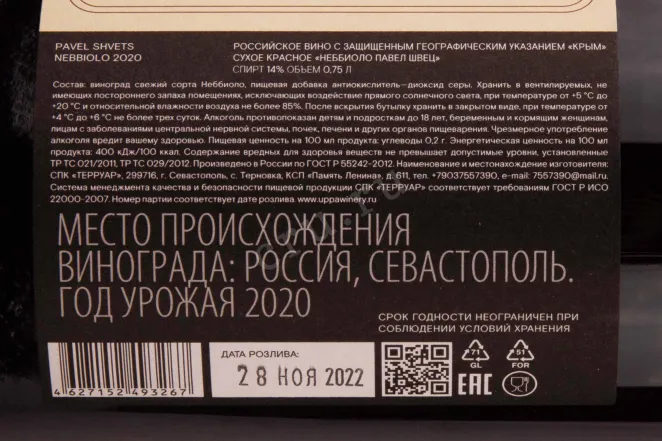 PAVEL SHVETS
NEBBIOLO 2020
РОССИЙСКОЕ ВИНО С ЗАЩИЩЕННЫМ ГЕОГРАФИЧЕСКИМ УКАЗАНИЕМ «КРЫМ»
СУХОЕ КРАСНОЕ «НЕББИОЛО ПАВЕЛ ШВЕЦ»
СПИРТ 14% ОБЪЕМ 0,75 Л
Состав: виноград свежий сорта Неббиоло, пищевая добавка антиокислитель–диоксид серы. Хранить в вентилируемых, не
имеющих постороннего запаха помещениях, исключающих воздействие прямого солнечного света, при температуре от +5 °С до
+20 °С и относительной влажности воздуха не более 85%. После вскрытия бутылку хранить в закрытом виде, при температуре от
+4 °С до +6 °С не более трех суток. Алкоголь противопоказан детям и подросткам до 18 лет, беременным и кормящим женщинам,
лицам с заболеваниями центральной нервной системы, почек, печени и других органов пищеварения. Чрезмерное употребление
алкоголя вредит вашему здоровью. Пищевая ценность на 100 мл продукта: углеводы 0,2 г. Энергетическая ценность на 100 мл
продукта: 400 кДж/100 ккал. Содержание вредных для здоровья веществ не превышает допустимые уровни, установленные
ТР ТС 021/2011, ТР ТС 029/2012. Произведено в России по ГОСТ Р 55242-2012. Наименование и местонахождение изготовителя:
СПК «ТЕРРУАР», 299716, г. Севастополь, с. Терновка, КСП «Память Ленина», д. 611, тел. +79037557390, e-mail: 7557390@mail.ru.
Система менеджмента качества и безопасности пищевой продукции СПК «ТЕРРУАР» соответствует требованиям ГОСТ Р ИСО
22000-2007. Номер партии соответствует дате розлива. www.uppawinery.com
МЕСТО ПРОИСХОЖДЕНИЯ
ВИНОГРАДА: РОССИЯ, СЕВАСТОПОЛЬ.
ГОД УРОЖАЯ 2020
СРОК ГОДНОСТИ НЕОГРАНИЧЕН ПРИ
СОБЛЮДЕНИИ УСЛОВИЙ ХРАНЕНИЯ
ДАТА РОЗЛИВА:
28 НОЯ 2022
4 627152 493267
71
GL
51
FOR
EAC